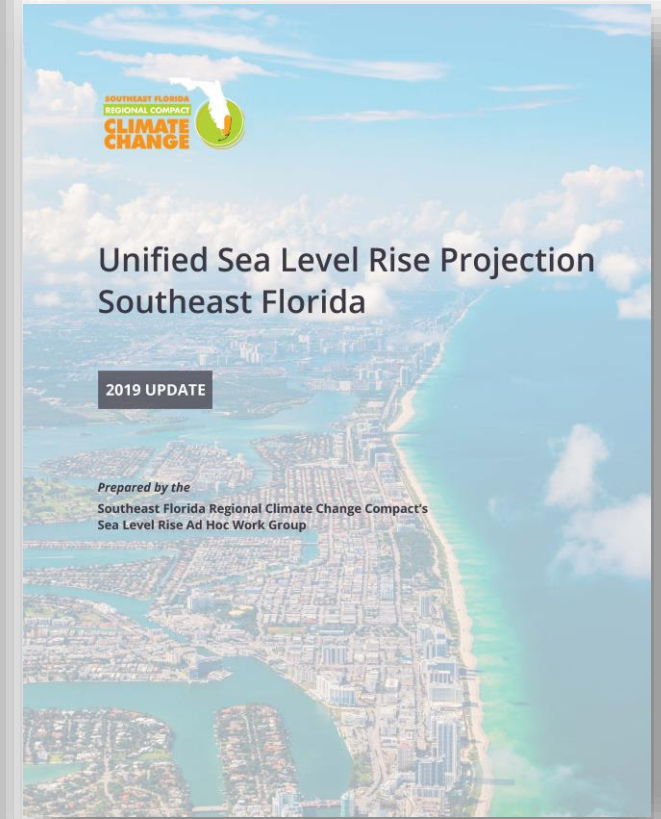 SOUTHEAST FLORIDA
REGIONAL COMPACT
CLIMATE
CHANGE
Unified Sea Level Rise Projection
Southeast Florida
2019 UPDATE
Prepared by the
Southeast Florida Regional Climate Change Compact's
Sea Level Rise Ad Hoc Work Group